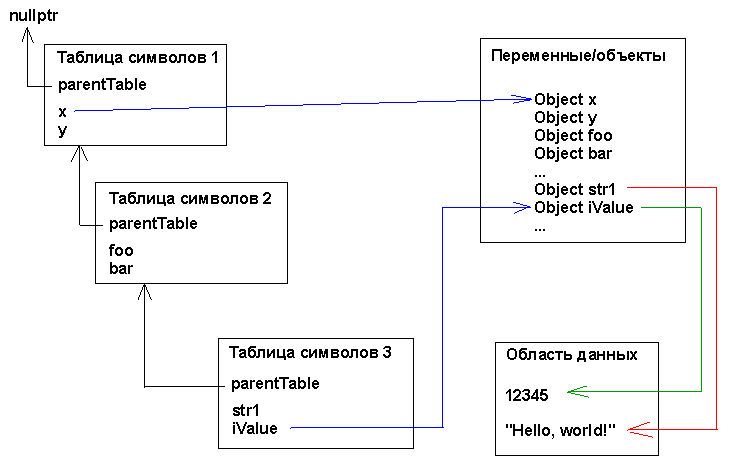 nullptr
Таблица символов 1
parentTable
x
y
Таблица символов 2
parentTable
foo
bar
Таблица символов 3
parentTable
str1
iValue
Переменные/объекты
Object x
Object y
Object foo
Object bar
...
Object str1
Object iValue
...
Область данных
12345
"Hello, world!"